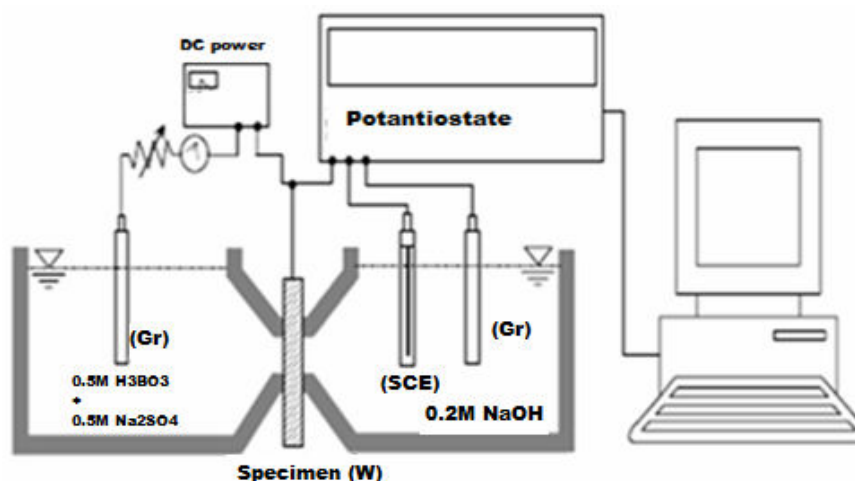 DC power
Potantiostate
(Gr)
0.5M H3BO3
+
0.5M Na2SO4
(SCE)
(Gr)
0.2M NaOH
Specimen (W)